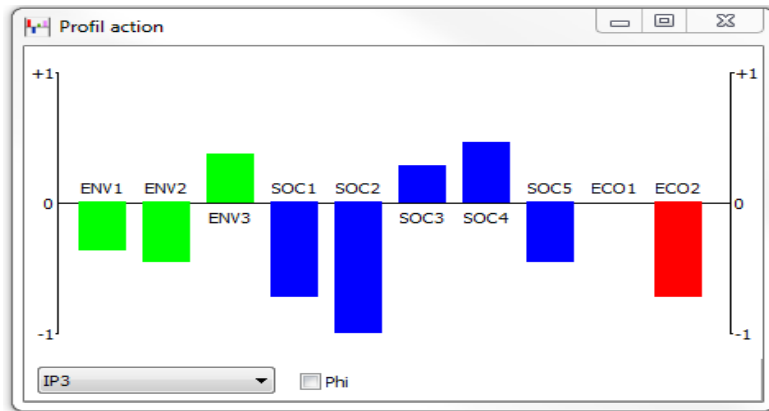 Profil action
+1 +1
ENV1 ENV2 SOC1 SOC2 SOC5 ECO1 ECO2
0 0
ENV3 SOC3 SOC4
-1 -1
IP3 Phi